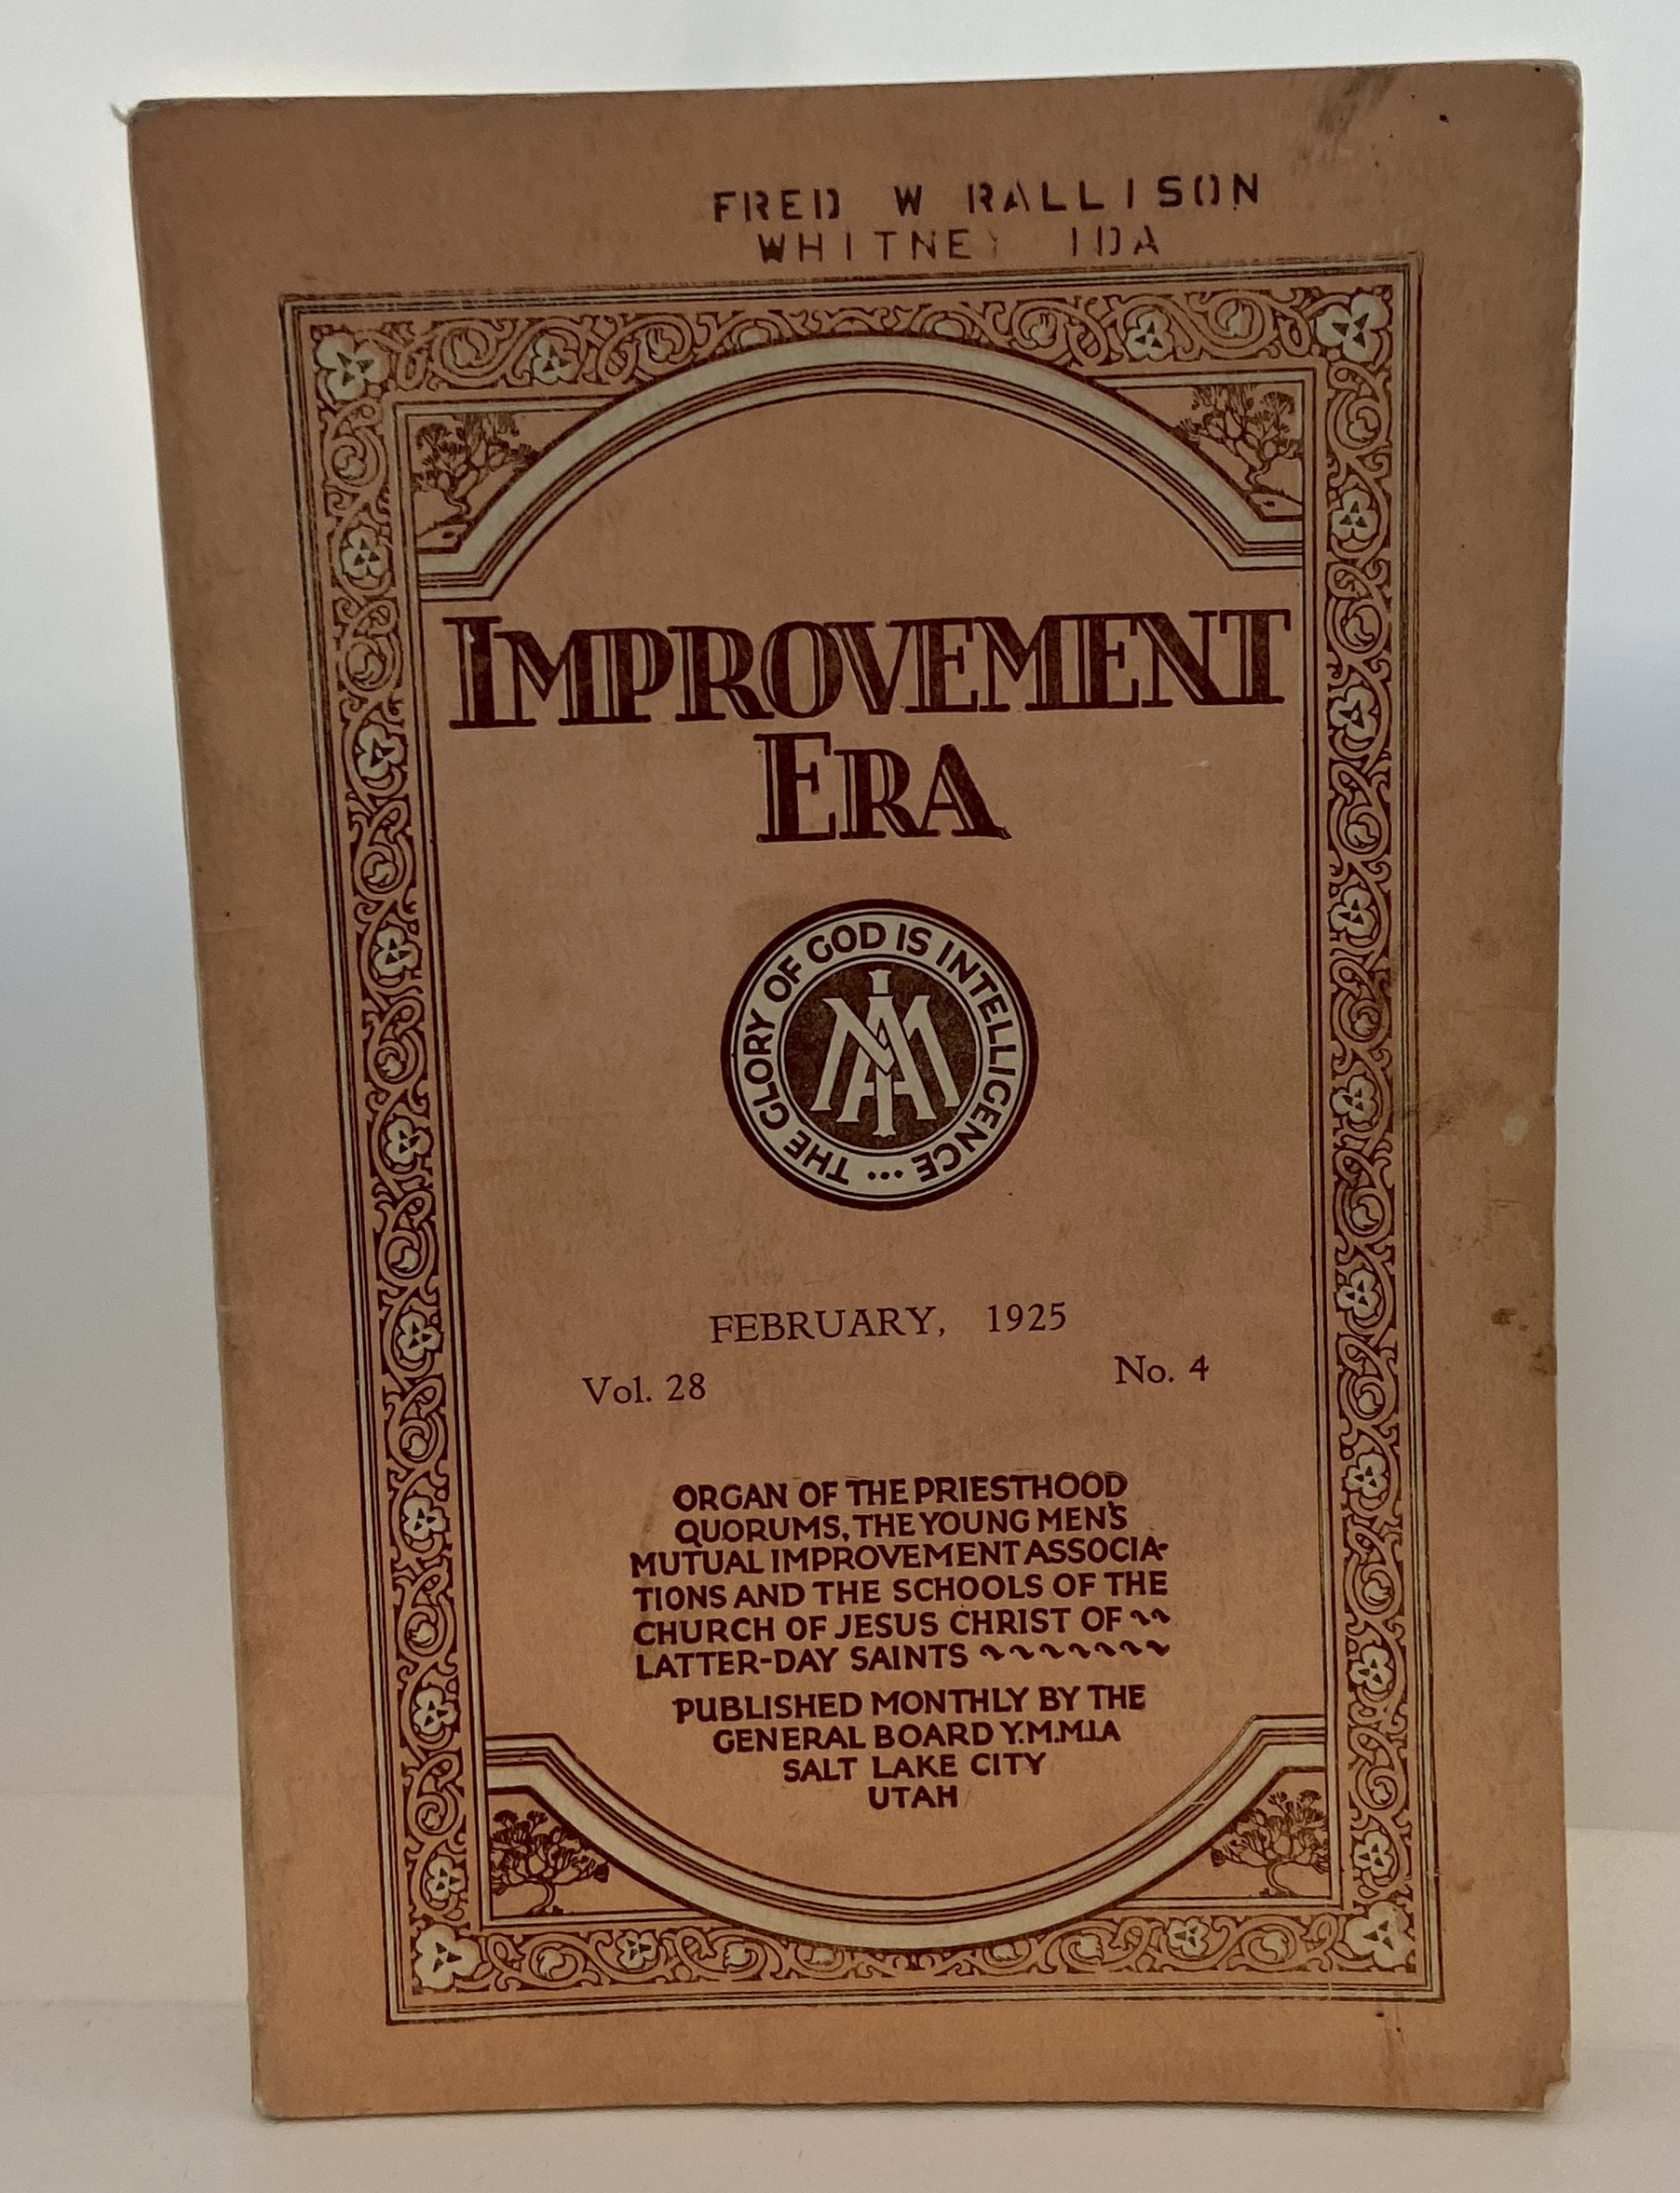 FRED W RALLISON
WHITNEY IDA
IMPROVEMENT
ERA
THE GLORY OF GOD IS INTELLIGENCE...
MIA
FEBRUARY, 1925
Vol. 28 No. 4
ORGAN OF THE PRIESTHOOD
QUORUMS, THE YOUNG MEN'S
MUTUAL IMPROVEMENT ASSOCIA-
TIONS AND THE SCHOOLS OF THE
CHURCH OF JESUS CHRIST OF
LATTER-DAY SAINTS
PUBLISHED MONTHLY BY THE
GENERAL BOARD Y.M.M.I.A
SALT LAKE CITY
UTAH